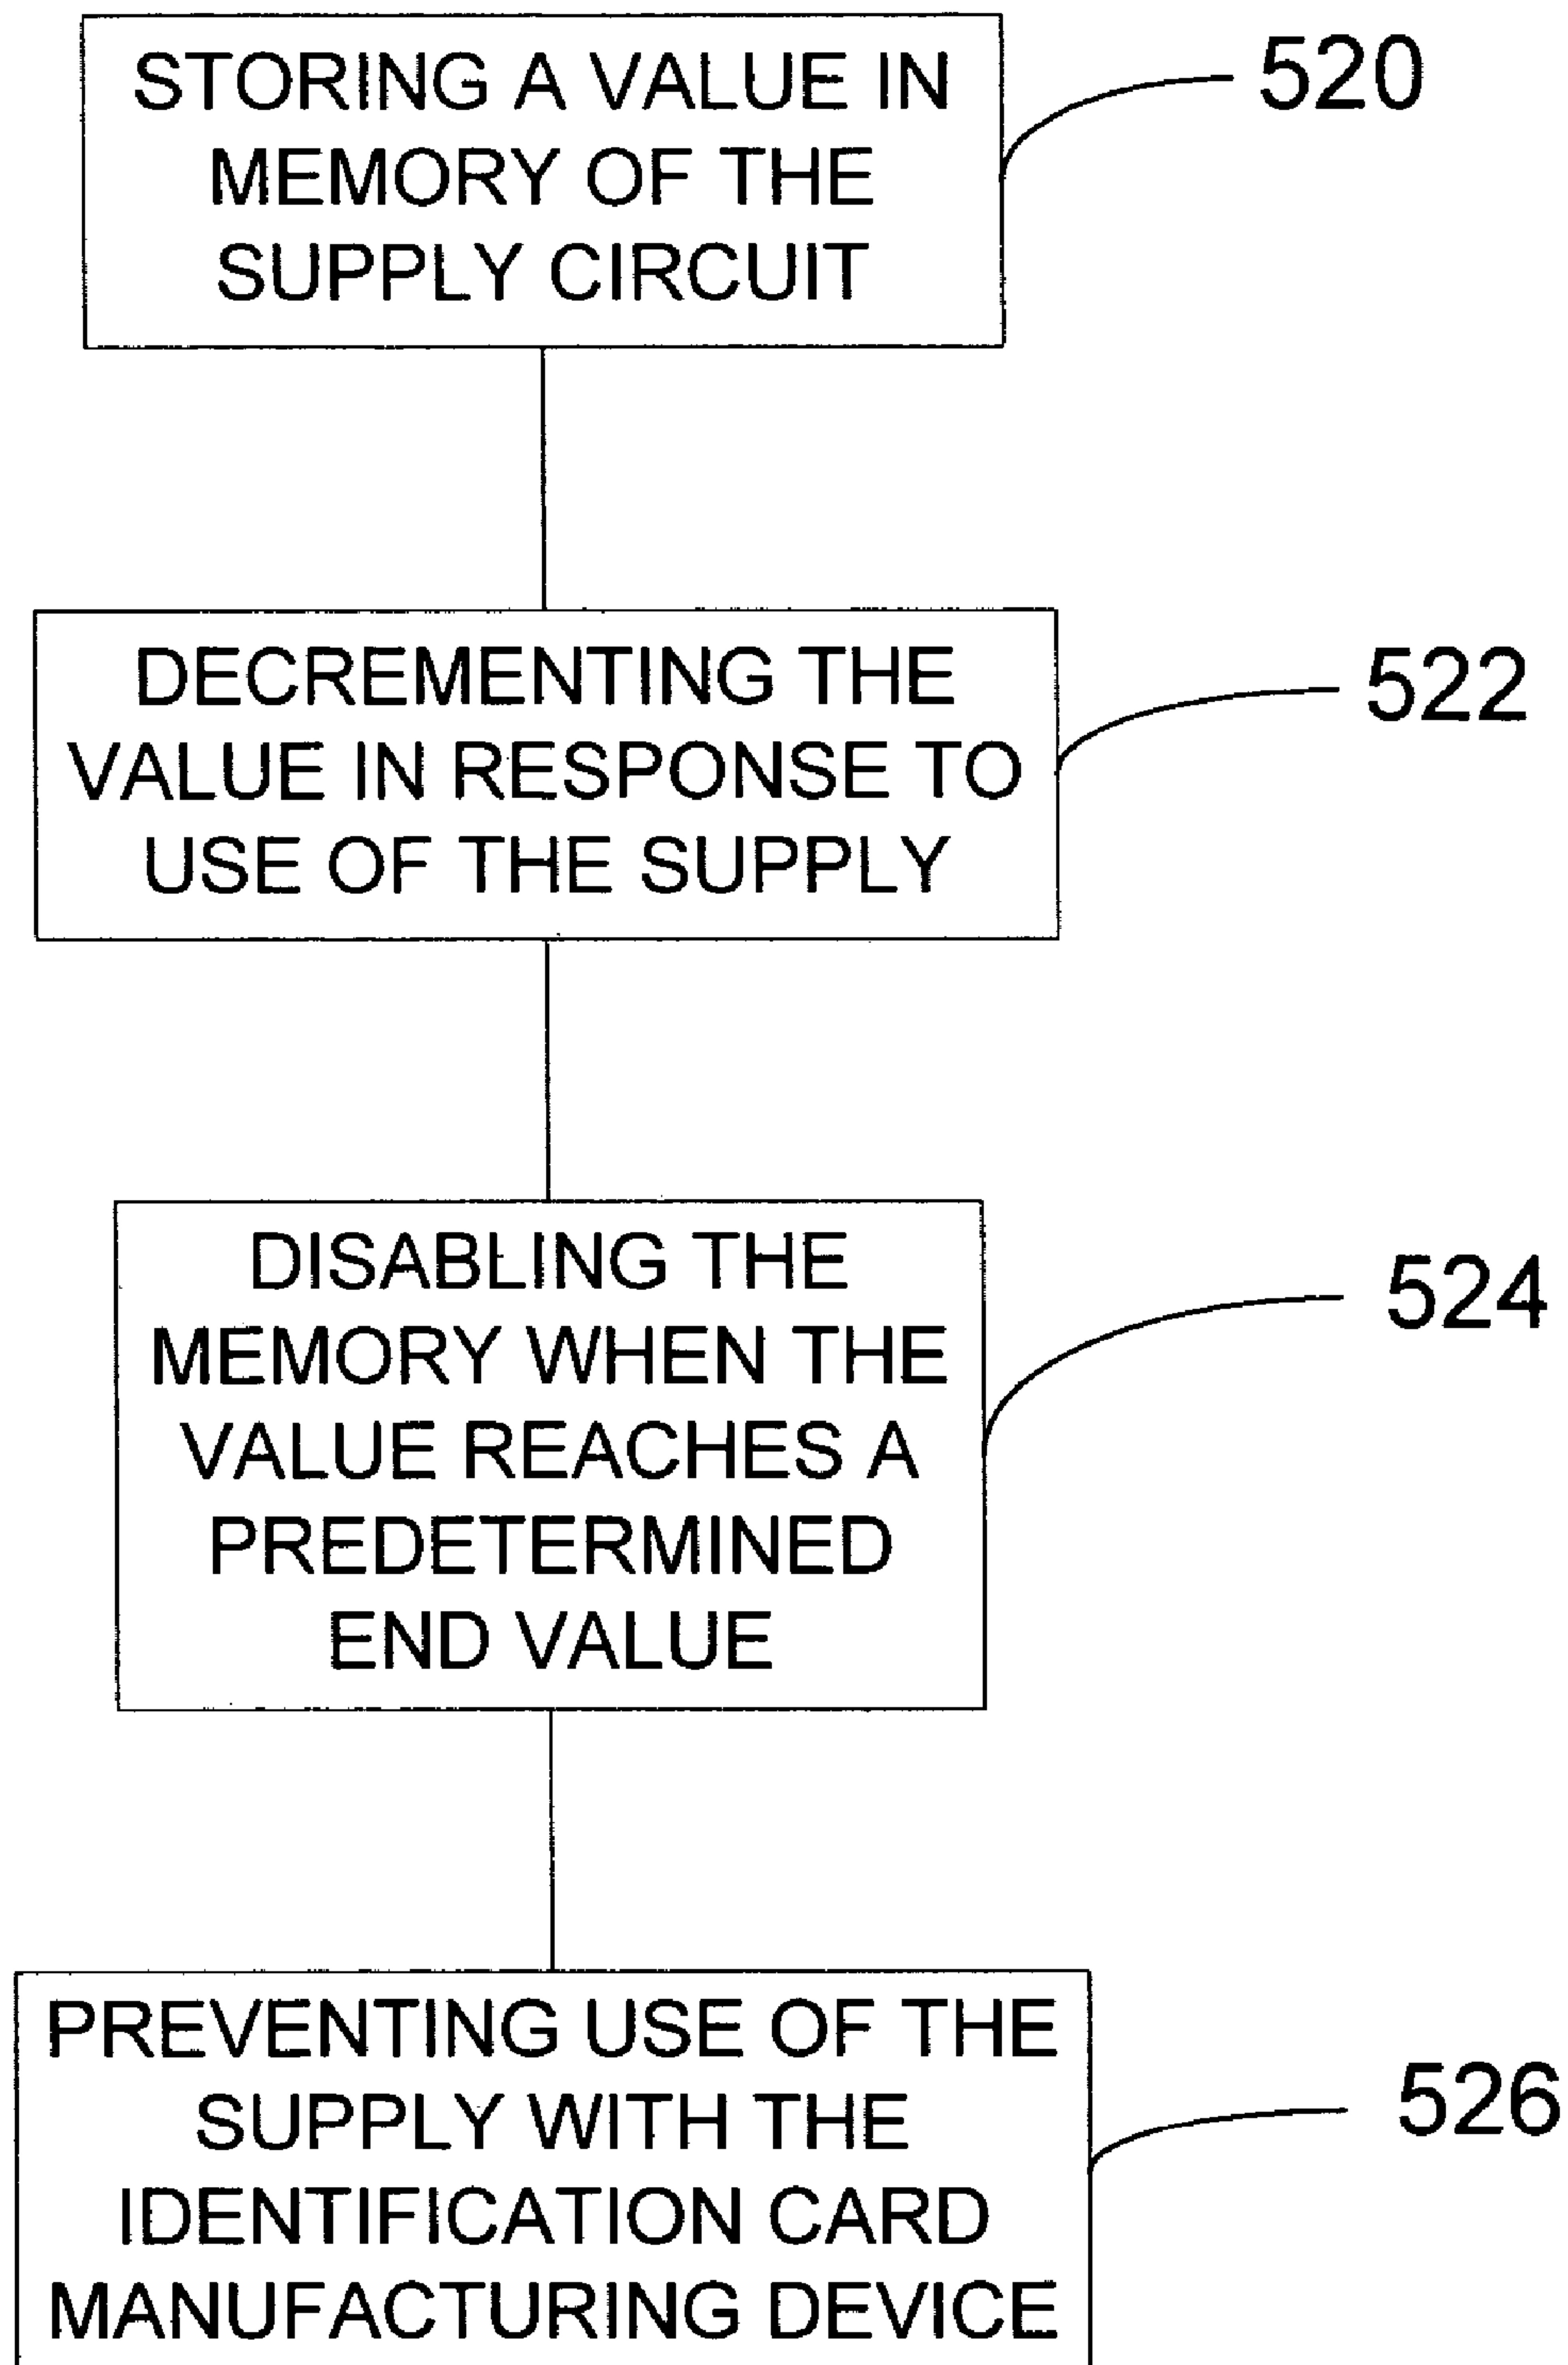 STORING A VALUE IN
MEMORY OF THE
SUPPLY CIRCUIT
520
DECREMENTING THE
VALUE IN RESPONSE TO
USE OF THE SUPPLY
522
DISABLING THE
MEMORY WHEN THE
VALUE REACHES A
PREDETERMINED
END VALUE
524
PREVENTING USE OF THE
SUPPLY WITH THE
IDENTIFICATION CARD
MANUFACTURING DEVICE
526